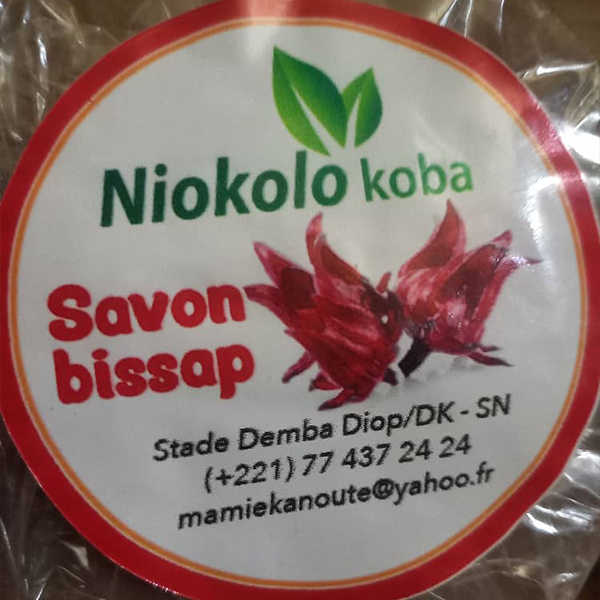 Niokolo koba
Savon
bissap
Stade Demba Diop/DK - SN
(+221) 77 437 24 24
mamiekanoute@yahoo.fr